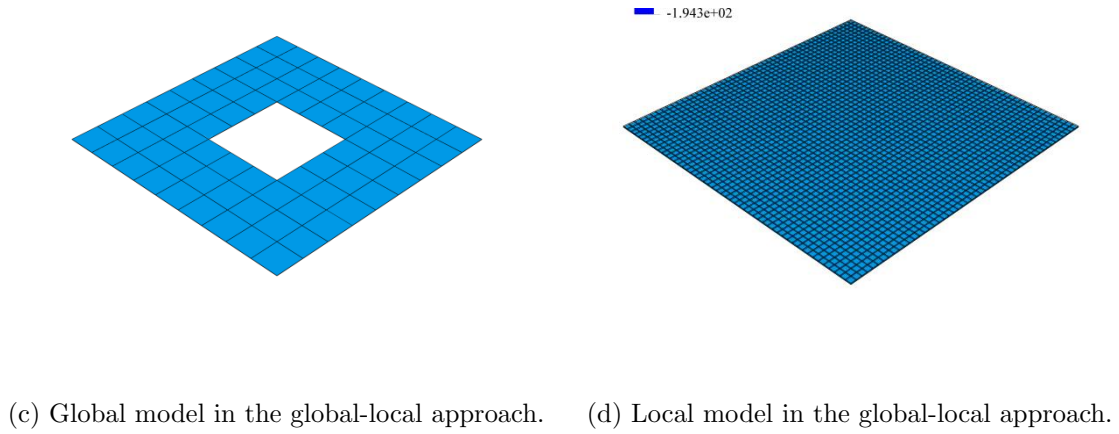 -1.943e+02
(c) Global model in the global-local approach.
(d) Local model in the global-local approach.